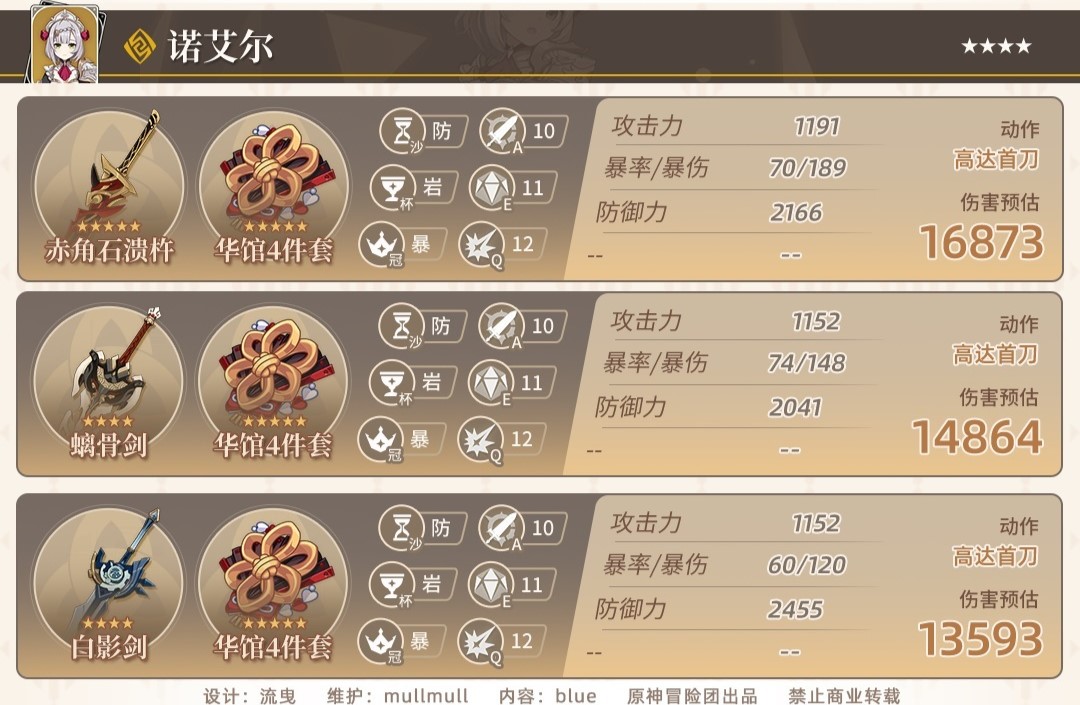 诺艾尔
★★★★
赤角石溃杵
华馆4件套
沙 防
A 10
杯 岩
E 11
冠 暴
Q 12
攻击力 1191
暴率/暴伤 70/189
防御力 2166
-- --
动作
高达首刀
伤害预估
16873
螭骨剑
华馆4件套
沙 防
A 10
杯 岩
E 11
冠 暴
Q 12
攻击力 1152
暴率/暴伤 74/148
防御力 2041
-- --
动作
高达首刀
伤害预估
14864
白影剑
华馆4件套
沙 防
A 10
杯 岩
E 11
冠 暴
Q 12
攻击力 1152
暴率/暴伤 60/120
防御力 2455
-- --
动作
高达首刀
伤害预估
13593
设计：流曳 维护：mullmull 内容：blue 原神冒险团出品 禁止商业转载